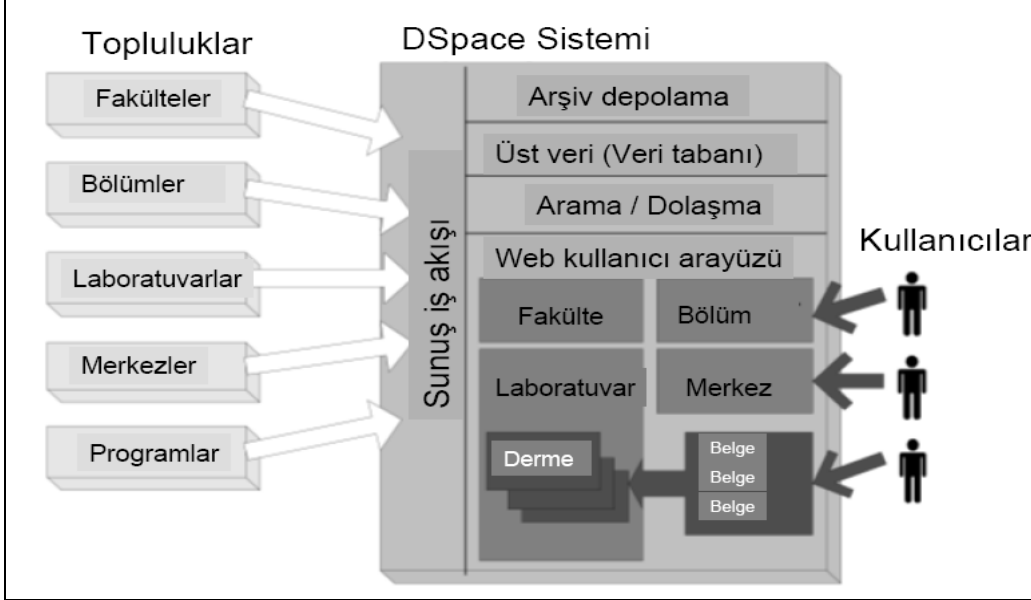 Topluluklar
Fakülteler
Bölümler
Laboratuvarlar
Merkezler
Programlar
DSpace Sistemi
Sunuş iş akışı
Arşiv depolama
Üst veri (Veri tabanı)
Arama / Dolaşma
Web kullanıcı arayüzü
Fakülte
Bölüm
Laboratuvar
Merkez
Derme
Belge
Belge
Belge
Kullanıcılar